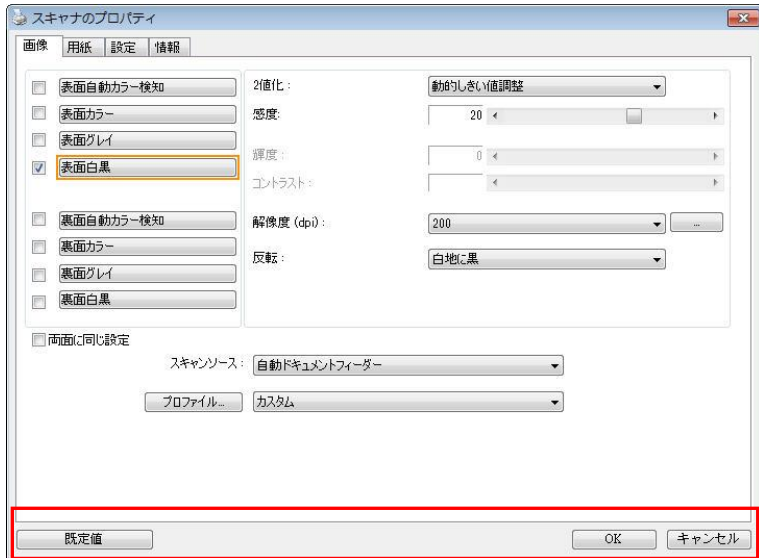 スキャナのプロパティ
画像 用紙 設定 情報
表面自動カラー検知
表面カラー
表面グレイ
表面白黒
裏面自動カラー検知
裏面カラー
裏面グレイ
裏面白黒
2値化: 動的しきい値調整
感度: 20
輝度: 0
コントラスト:
解像度 (dpi): 200 ...
反転: 白地に黒
両面に同じ設定
スキャンソース: 自動ドキュメントフィーダー
プロファイル... カスタム
既定値 OK キャンセル